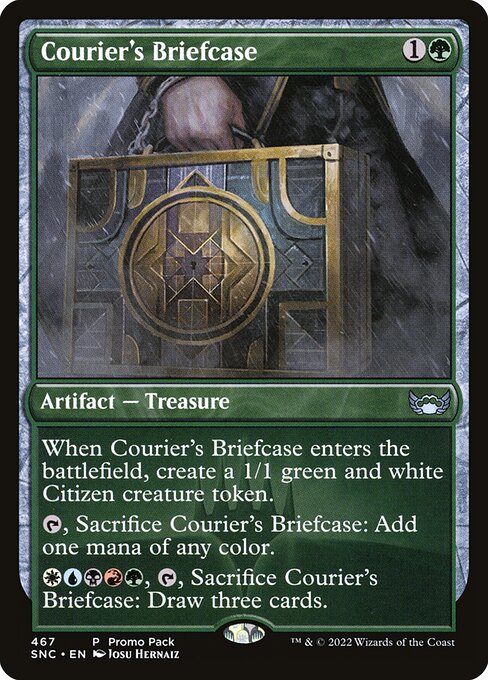 Courier's Briefcase 1
Artifact — Treasure
When Courier's Briefcase enters the
battlefield, create a 1/1 green and white
Citizen creature token.
, Sacrifice Courier's Briefcase: Add
one mana of any color.
, , Sacrifice Courier's
Briefcase: Draw three cards.
467 P Promo Pack
SNC • EN Josu Hernaiz
™ & © 2022 Wizards of the Coast